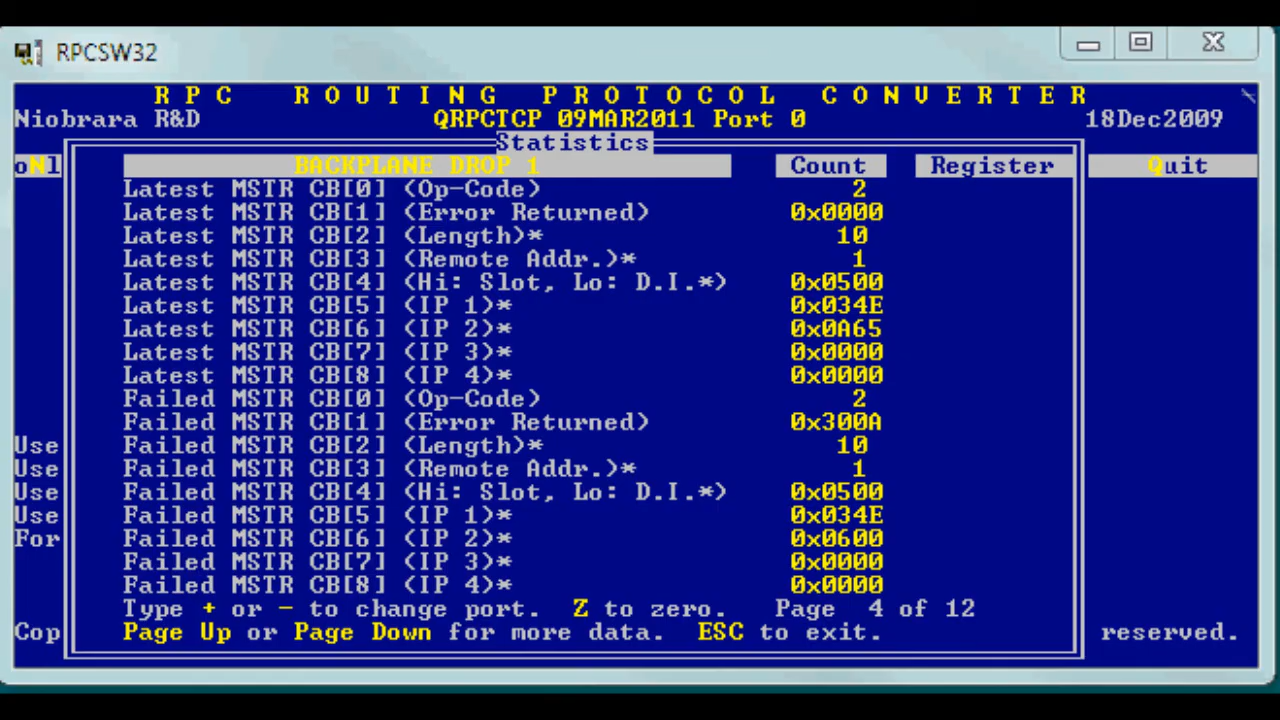 RPCSW32
RPC ROUTING PROTOCOL CONVERTER
Niobrara R&D QRPCTCP 09MAR2011 Port 0 18Dec2009
Statistics
oNl BACKPLANE DROP 1 Count Register Quit
Latest MSTR CB[0] (Op-Code) 2
Latest MSTR CB[1] (Error Returned) 0x0000
Latest MSTR CB[2] (Length)* 10
Latest MSTR CB[3] (Remote Addr.)* 1
Latest MSTR CB[4] (Hi: Slot, Lo: D.I.*) 0x0500
Latest MSTR CB[5] (IP 1)* 0x034E
Latest MSTR CB[6] (IP 2)* 0x0A65
Latest MSTR CB[7] (IP 3)* 0x0000
Latest MSTR CB[8] (IP 4)* 0x0000
Failed MSTR CB[0] (Op-Code) 2
Failed MSTR CB[1] (Error Returned) 0x300A
Use Failed MSTR CB[2] (Length)* 10
Use Failed MSTR CB[3] (Remote Addr.)* 1
Use Failed MSTR CB[4] (Hi: Slot, Lo: D.I.*) 0x0500
Use Failed MSTR CB[5] (IP 1)* 0x034E
For Failed MSTR CB[6] (IP 2)* 0x0600
Failed MSTR CB[7] (IP 3)* 0x0000
Failed MSTR CB[8] (IP 4)* 0x0000
Type + or - to change port. Z to zero. Page 4 of 12
Cop Page Up or Page Down for more data. ESC to exit. reserved.